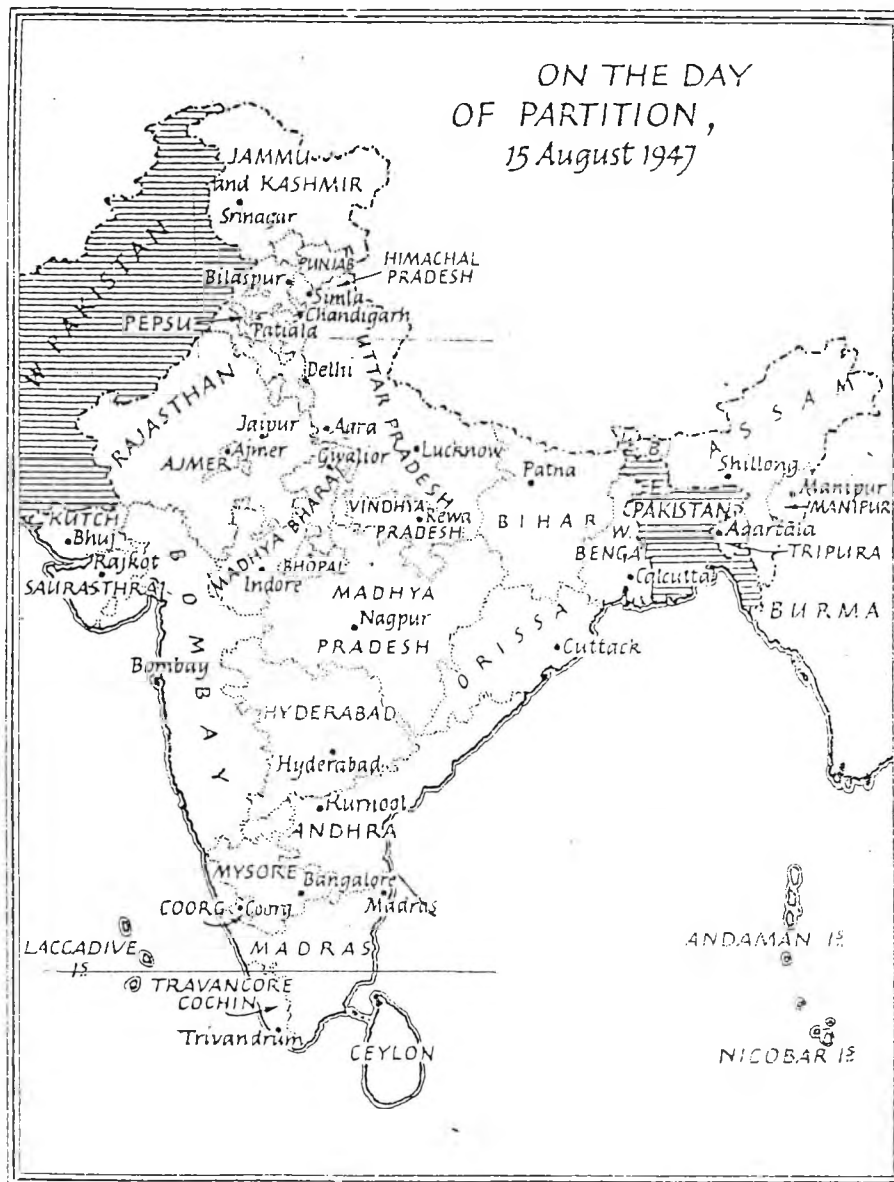 ON THE DAY
OF PARTITION,
15 August 1947
JAMMU
and KASHMIR
Srinagar
W PAKISTAN
PUNJAB
HIMACHAL
PRADESH
Bilaspur
Simla
Chandigarh
PEPSU
Patiala
Delhi
UTTAR PRADESH
RAJASTHAN
Jaipur
Agra
AJMER
Ajmer
Gwalior
Lucknow
ASSAM
Shillong
Patna
Manipur
MANIPUR
VINDHYA
PRADESH
Rewa
MADHYA BHARAT
BIHAR
E.
PAKISTAN
W.
BENGAL
Agartala
TRIPURA
KUTCH
Bhuj
Rajkot
SAURASTHRA
BHOPAL
Indore
Calcutta
BURMA
MADHYA
Nagpur
PRADESH
ORISSA
Cuttack
BOMBAY
Bombay
HYDERABAD
Hyderabad
Kurnool
ANDHRA
MYSORE
Bangalore
COORG
Coorg
Madras
MADRAS
LACCADIVE
IS
ANDAMAN IS
TRAVANCORE
COCHIN
Trivandrum
CEYLON
NICOBAR IS